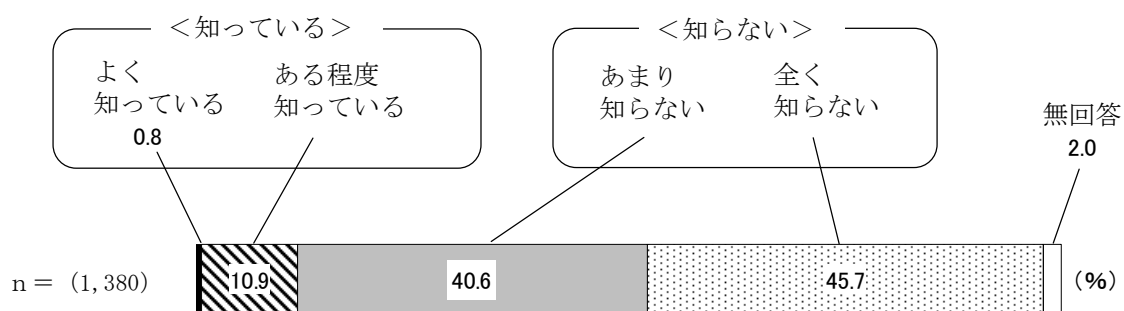 ＜知っている＞
よく
知っている
0.8
ある程度
知っている
＜知らない＞
あまり
知らない
全く
知らない
無回答
2.0
n＝（1,380）
10.9
40.6
45.7
（％）